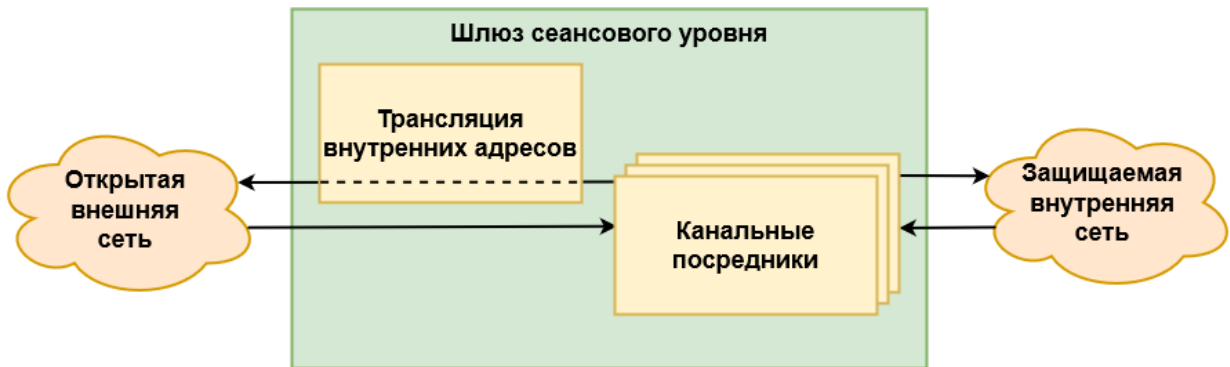 Шлюз сеансового уровня
Трансляция
внутренних адресов
Открытая
внешняя
сеть
Канальные
посредники
Защищаемая
внутренняя
сеть